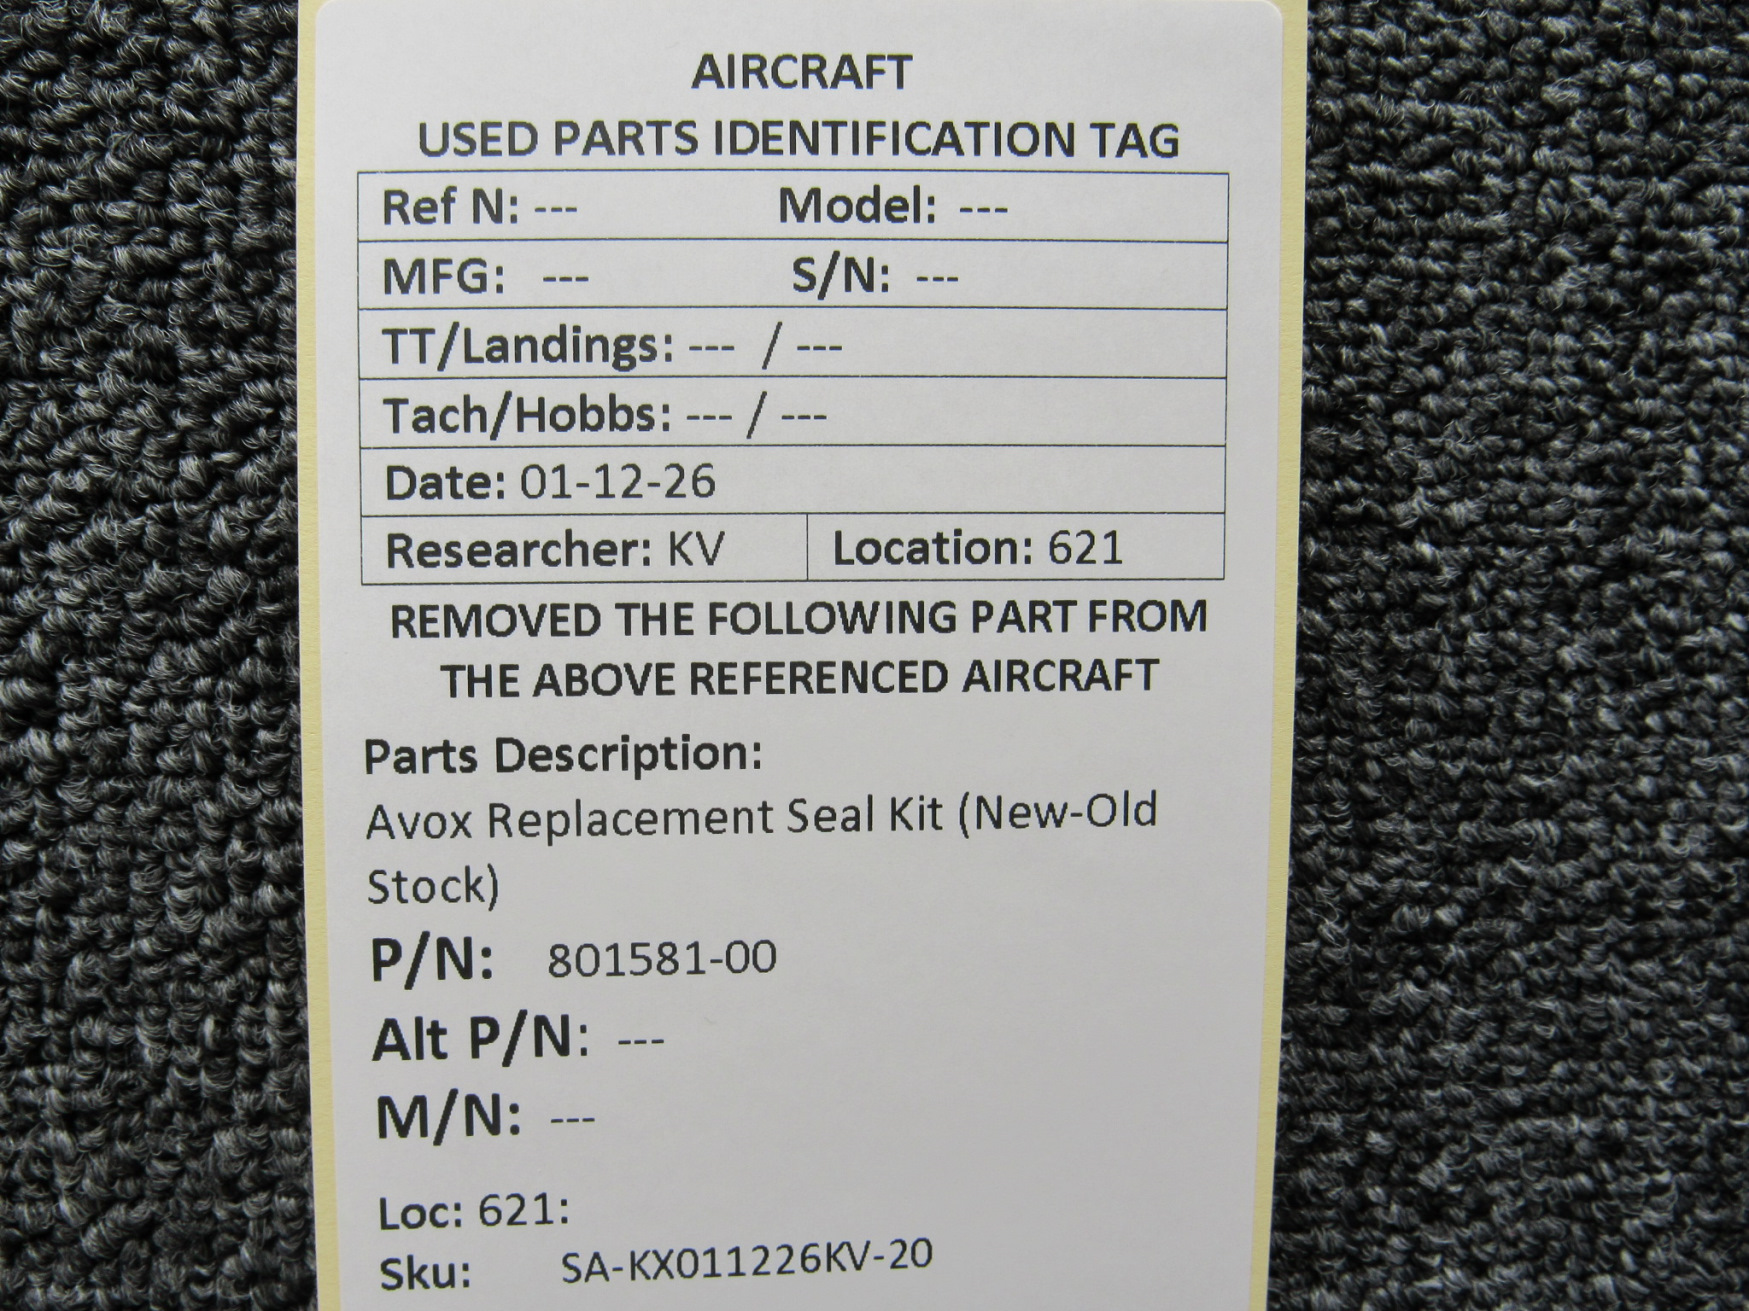 AIRCRAFT
USED PARTS IDENTIFICATION TAG
Ref N: --- Model: ---
MFG: --- S/N: ---
TT/Landings: --- / ---
Tach/Hobbs: --- / ---
Date: 01-12-26
Researcher: KV Location: 621
REMOVED THE FOLLOWING PART FROM
THE ABOVE REFERENCED AIRCRAFT
Parts Description:
Avox Replacement Seal Kit (New-Old
Stock)
P/N: 801581-00
Alt P/N: ---
M/N: ---
Loc: 621:
Sku: SA-KX011226KV-20